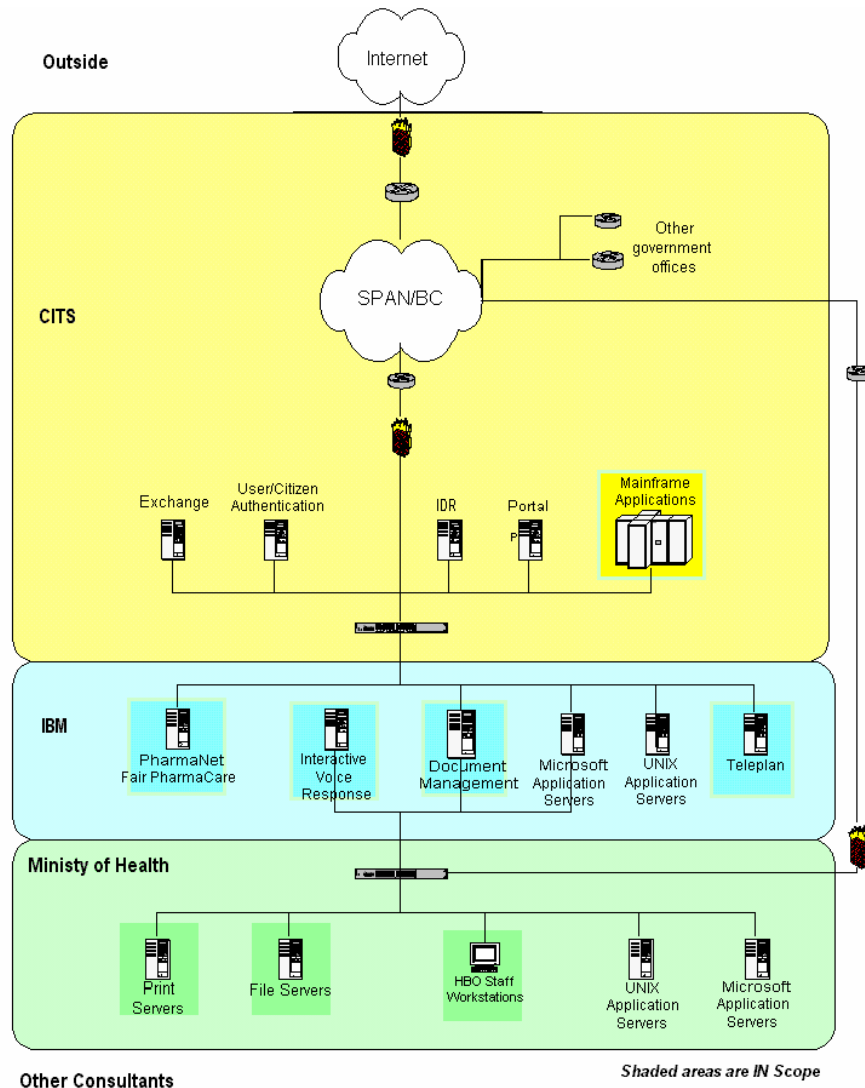 Outside
Internet
Other
government
offices
SPAN/BC
CITS
Exchange
User/Citizen
Authentication
IDR
Portal
P
Mainframe
Applications
IBM
PharmaNet
Fair PharmaCare
Interactive
Voice
Response
Document
Management
Microsoft
Application
Servers
UNIX
Application
Servers
Teleplan
Ministy of Health
Print
Servers
File Servers
HBO Staff
Workstations
UNIX
Application
Servers
Microsoft
Application
Servers
Other Consultants
Shaded areas are IN Scope